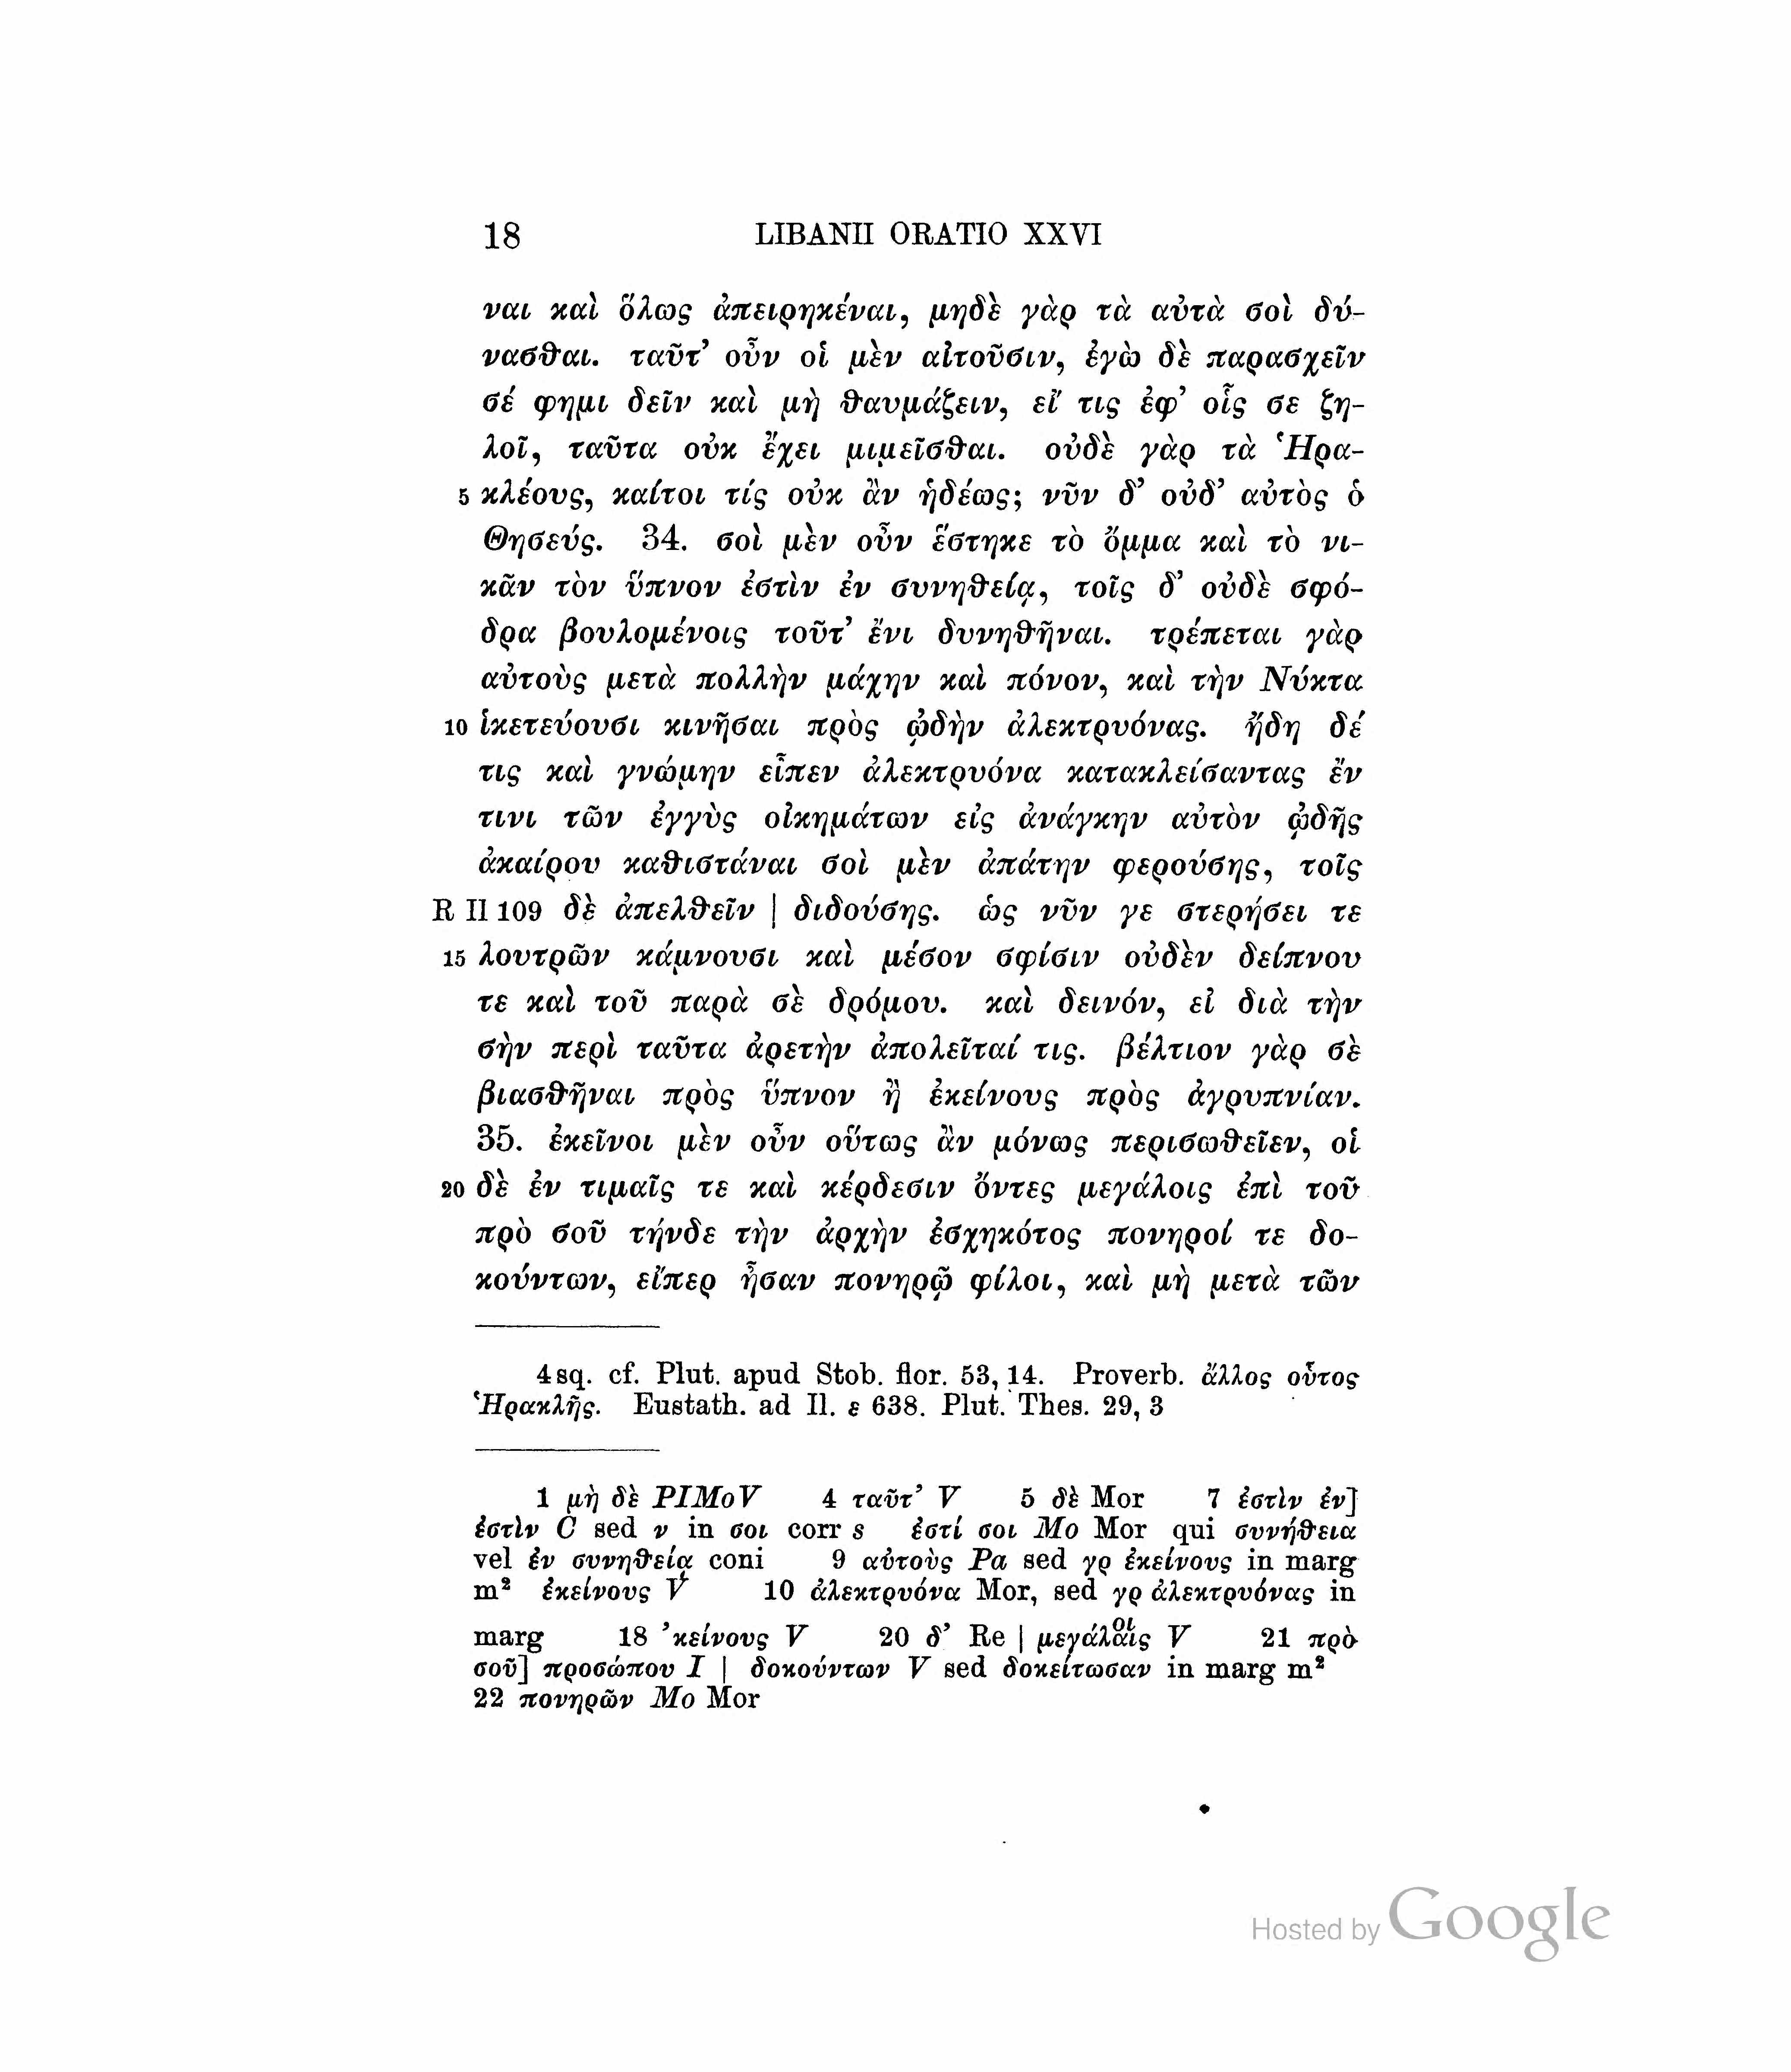 18 LIBANII ORATIO XXVI
ναι καὶ ὅλως ἀπειρηκέναι, μηδὲ γὰρ τὰ αὐτὰ σοὶ δύ-
νασθαι. ταῦτ’ οὖν οἱ μὲν αἰτοῦσιν, ἐγὼ δὲ παρασχεῖν
σέ φημι δεῖν καὶ μὴ θαυμάζειν, εἴ τις ἐφ’ οἷς σε ζη-
λοῖ, ταῦτα οὐκ ἔχει μιμεῖσθαι. οὐδὲ γὰρ τὰ Ἡρα-
5 κλέους, καίτοι τίς οὐκ ἂν ἡδέως; νῦν δ’ οὐδ’ αὐτὸς ὁ
Θησεύς. 34. σοὶ μὲν οὖν ἕστηκε τὸ ὄμμα καὶ τὸ νι-
κᾶν τὸν ὕπνον ἐστὶν ἐν συνηθείᾳ, τοῖς δ’ οὐδὲ σφό-
δρα βουλομένοις τοῦτ’ ἔνι δυνηθῆναι. τρέπεται γὰρ
αὐτοὺς μετὰ πολλὴν μάχην καὶ πόνον, καὶ τὴν Νύκτα
10 ἱκετεύουσι κινῆσαι πρὸς ᾠδὴν ἀλεκτρυόνας. ἤδη δέ
τις καὶ γνώμην εἶπεν ἀλεκτρυόνα κατακλείσαντας ἔν
τινι τῶν ἐγγὺς οἰκημάτων εἰς ἀνάγκην αὐτὸν ᾠδῆς
ἀκαίρου καθιστάναι σοὶ μὲν ἀπάτην φερούσης, τοῖς
R II 109 δὲ ἀπελθεῖν | διδούσης. ὡς νῦν γε στερήσει τε
15 λουτρῶν κάμνουσι καὶ μέσον σφίσιν οὐδὲν δείπνου
τε καὶ τοῦ παρὰ σὲ δρόμου. καὶ δεινόν, εἰ διὰ τὴν
σὴν περὶ ταῦτα ἀρετὴν ἀπολεῖταί τις. βέλτιον γὰρ σὲ
βιασθῆναι πρὸς ὕπνον ἢ ἐκείνους πρὸς ἀγρυπνίαν.
35. ἐκεῖνοι μὲν οὖν οὕτως ἂν μόνως περισωθεῖεν, οἱ
20 δὲ ἐν τιμαῖς τε καὶ κέρδεσιν ὄντες μεγάλοις ἐπὶ τοῦ
πρὸ σοῦ τήνδε τὴν ἀρχὴν ἐσχηκότος πονηροί τε δο-
κούντων, εἴπερ ἦσαν πονηρῷ φίλοι, καὶ μὴ μετὰ τῶν
4 sq. cf. Plut. apud Stob. flor. 53, 14. Proverb. ἄλλος οὗτος
Ἡρακλῆς. Eustath. ad Il. ε 638. Plut. Thes. 29, 3
1 μὴ δὲ PIMoV 4 ταῦτ’ V 5 δὲ Mor 7 ἐστὶν ἐν]
ἐστὶν C sed ν in σοι corr s ἐστί σοι Mo Mor qui συνήθεια
vel ἐν συνηθείᾳ coni 9 αὐτοὺς Pa sed γρ ἐκείνους in marg
m² ἐκείνους V 10 ἀλεκτρυόνα Mor, sed γρ ἀλεκτρυόνας in
marg 18 ’κείνους V 20 δ’ Re | μεγάλαιςοι V 21 πρὸ
σοῦ] προσώπου I | δοκούντων V sed δοκείτωσαν in marg m²
22 πονηρῶν Mo Mor
Hosted by Google